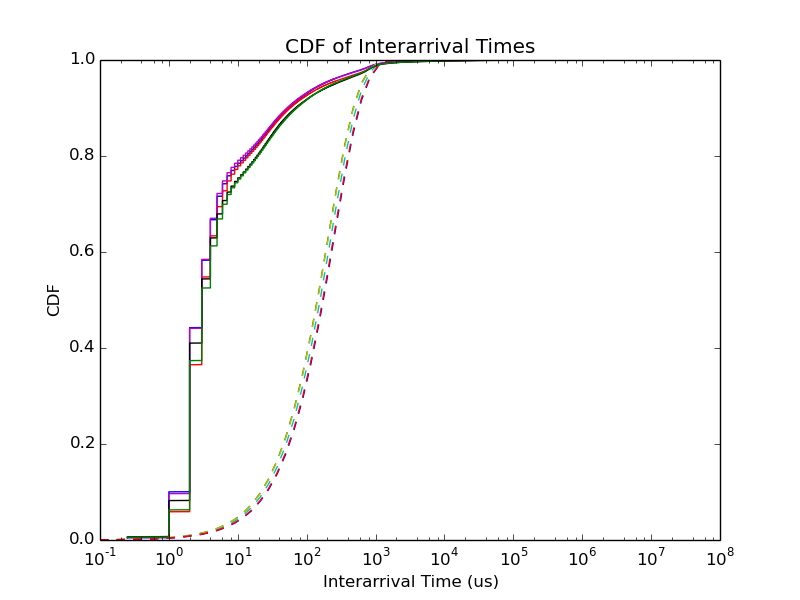 CDF of Interarrival Times
1.0
0.8
0.6
0.4
0.2
0.0
CDF
10⁻¹ 10⁰ 10¹ 10² 10³ 10⁴ 10⁵ 10⁶ 10⁷ 10⁸
Interarrival Time (us)